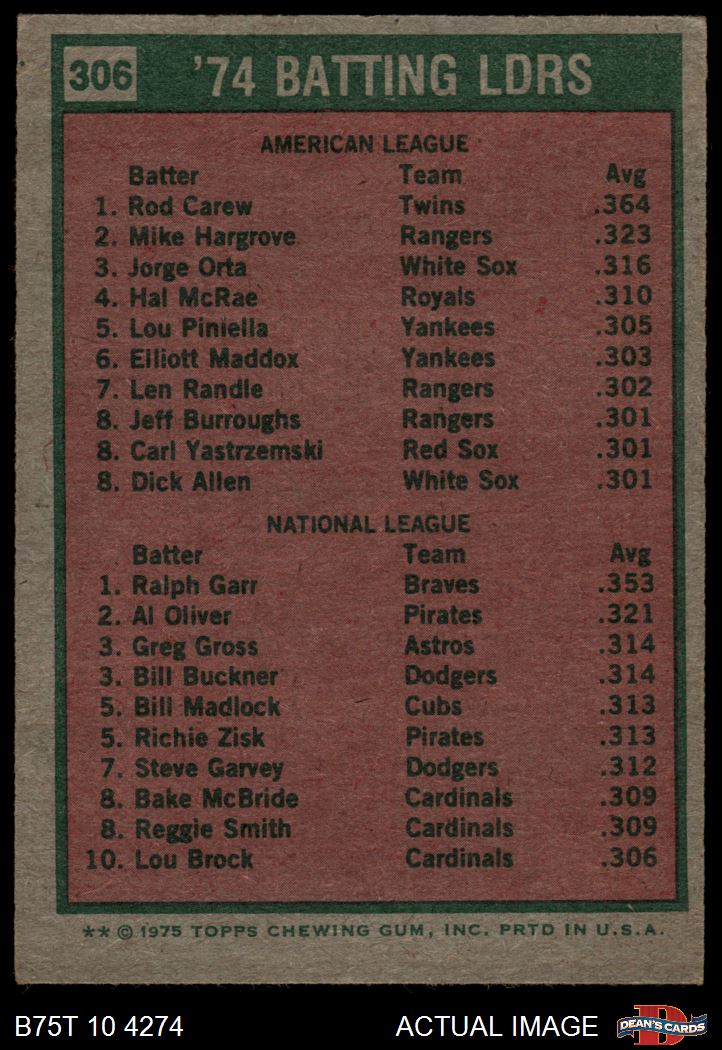 306 '74 BATTING LDRS
AMERICAN LEAGUE
Batter Team Avg
1. Rod Carew Twins .364
2. Mike Hargrove Rangers .323
3. Jorge Orta White Sox .316
4. Hal McRae Royals .310
5. Lou Piniella Yankees .305
6. Elliott Maddox Yankees .303
7. Len Randle Rangers .302
8. Jeff Burroughs Rangers .301
8. Carl Yastrzemski Red Sox .301
8. Dick Allen White Sox .301
NATIONAL LEAGUE
Batter Team Avg
1. Ralph Garr Braves .353
2. Al Oliver Pirates .321
3. Greg Gross Astros .314
3. Bill Buckner Dodgers .314
5. Bill Madlock Cubs .313
5. Richie Zisk Pirates .313
7. Steve Garvey Dodgers .312
8. Bake McBride Cardinals .309
8. Reggie Smith Cardinals .309
10. Lou Brock Cardinals .306
** © 1975 TOPPS CHEWING GUM, INC. PRTD IN U.S.A.
B75T 10 4274 ACTUAL IMAGE D DEAN'S CARDS